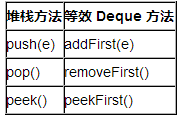 堆栈方法 等效 Deque 方法
push(e) addFirst(e)
pop() removeFirst()
peek() peekFirst()